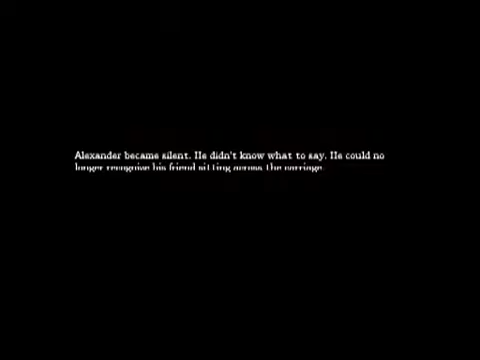 Alexander became silent. He didn't know what to say. He could no
longer recognize his friend sitting across the carriage.